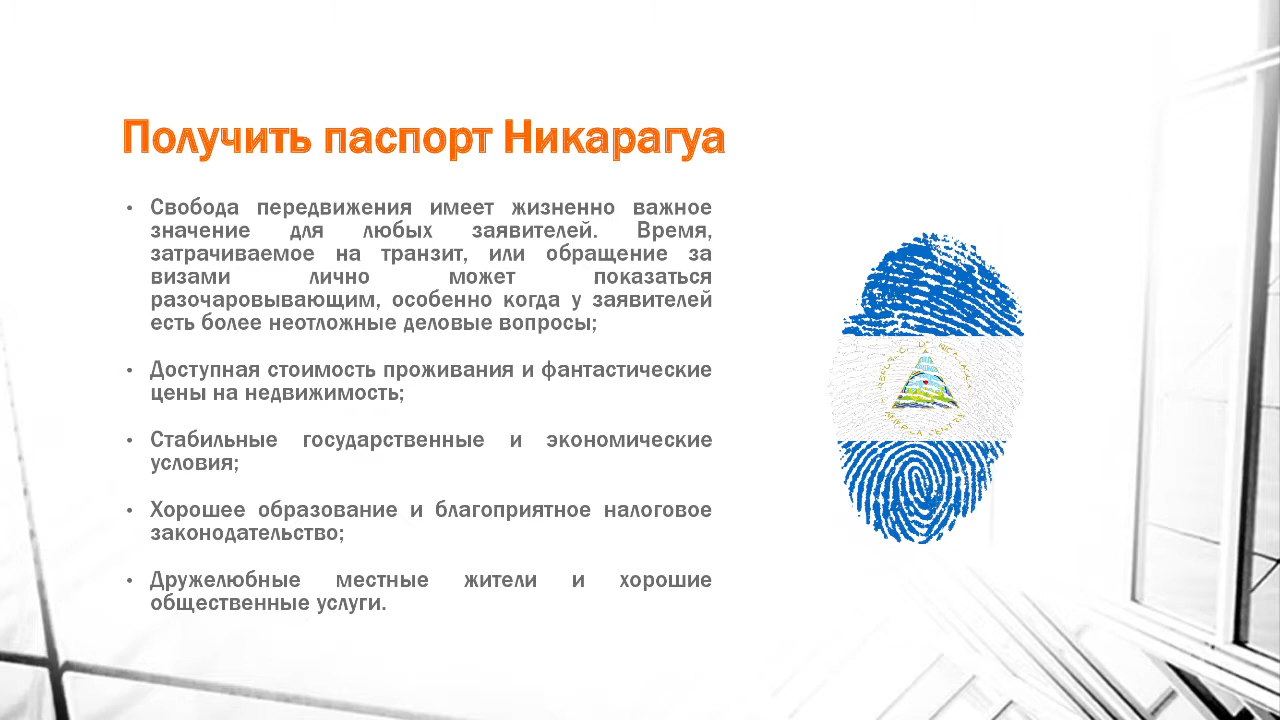 Получить паспорт Никарагуа
• Свобода передвижения имеет жизненно важное
значение для любых заявителей. Время,
затрачиваемое на транзит, или обращение за
визами лично может показаться
разочаровывающим, особенно когда у заявителей
есть более неотложные деловые вопросы;
• Доступная стоимость проживания и фантастические
цены на недвижимость;
• Стабильные государственные и экономические
условия;
• Хорошее образование и благоприятное налоговое
законодательство;
• Дружелюбные местные жители и хорошие
общественные услуги.